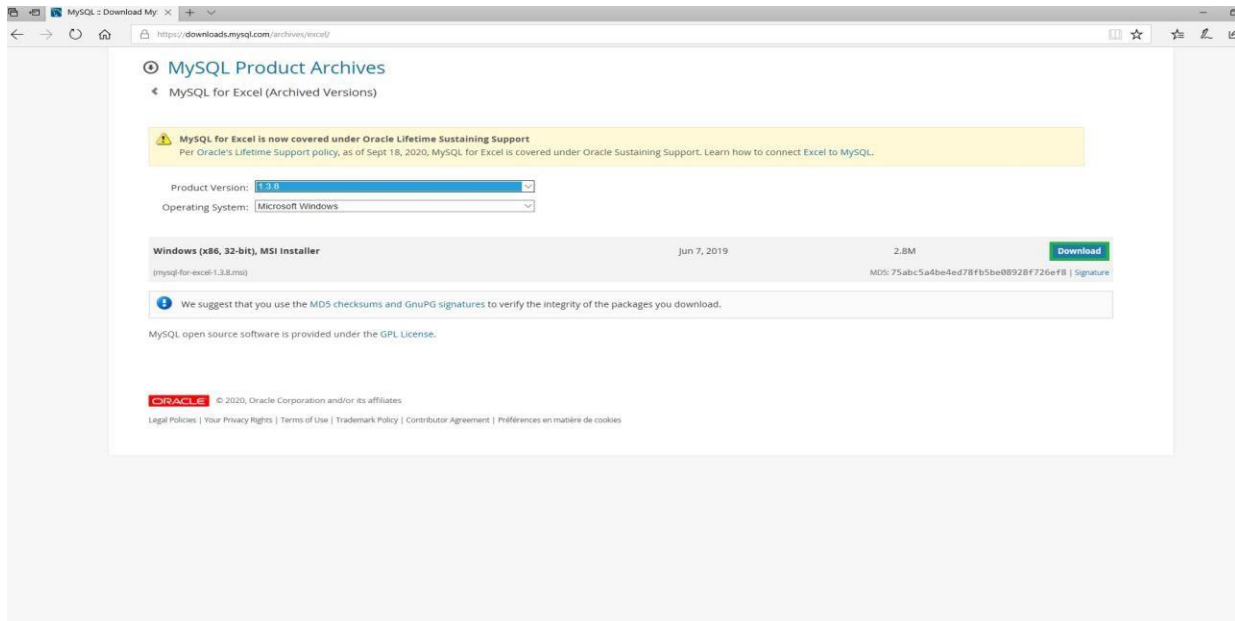 MySQL :: Download My
https://downloads.mysql.com/archives/excel/
MySQL Product Archives
MySQL for Excel (Archived Versions)
MySQL for Excel is now covered under Oracle Lifetime Sustaining Support
Per Oracle's Lifetime Support policy, as of Sept 18, 2020, MySQL for Excel is covered under Oracle Sustaining Support. Learn how to connect Excel to MySQL.
Product Version: 1.3.8
Operating System: Microsoft Windows
Windows (x86, 32-bit), MSI Installer Jun 7, 2019 2.8M Download
(mysql-for-excel-1.3.8.msi) MD5: 75abc5a4be4ed78fb5be08928f726ef8 | Signature
We suggest that you use the MD5 checksums and GnuPG signatures to verify the integrity of the packages you download.
MySQL open source software is provided under the GPL License.
ORACLE © 2020, Oracle Corporation and/or its affiliates
Legal Policies | Your Privacy Rights | Terms of Use | Trademark Policy | Contributor Agreement | Préférences en matière de cookies